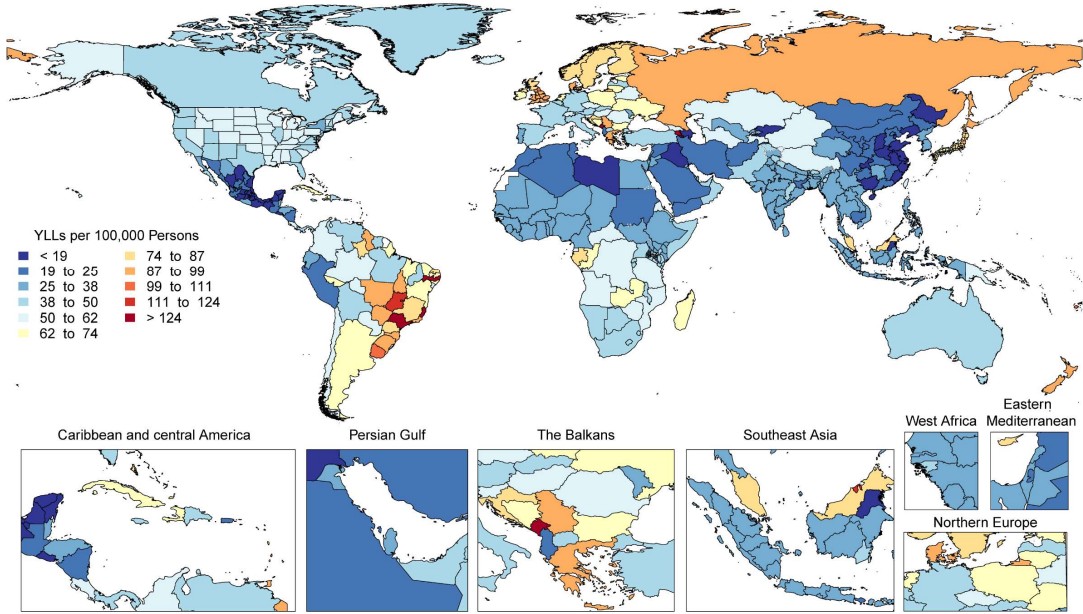 YLLs per 100,000 Persons
< 19
19 to 25
25 to 38
38 to 50
50 to 62
62 to 74
74 to 87
87 to 99
99 to 111
111 to 124
> 124
Caribbean and central America
Persian Gulf
The Balkans
Southeast Asia
West Africa
Eastern
Mediterranean
Northern Europe